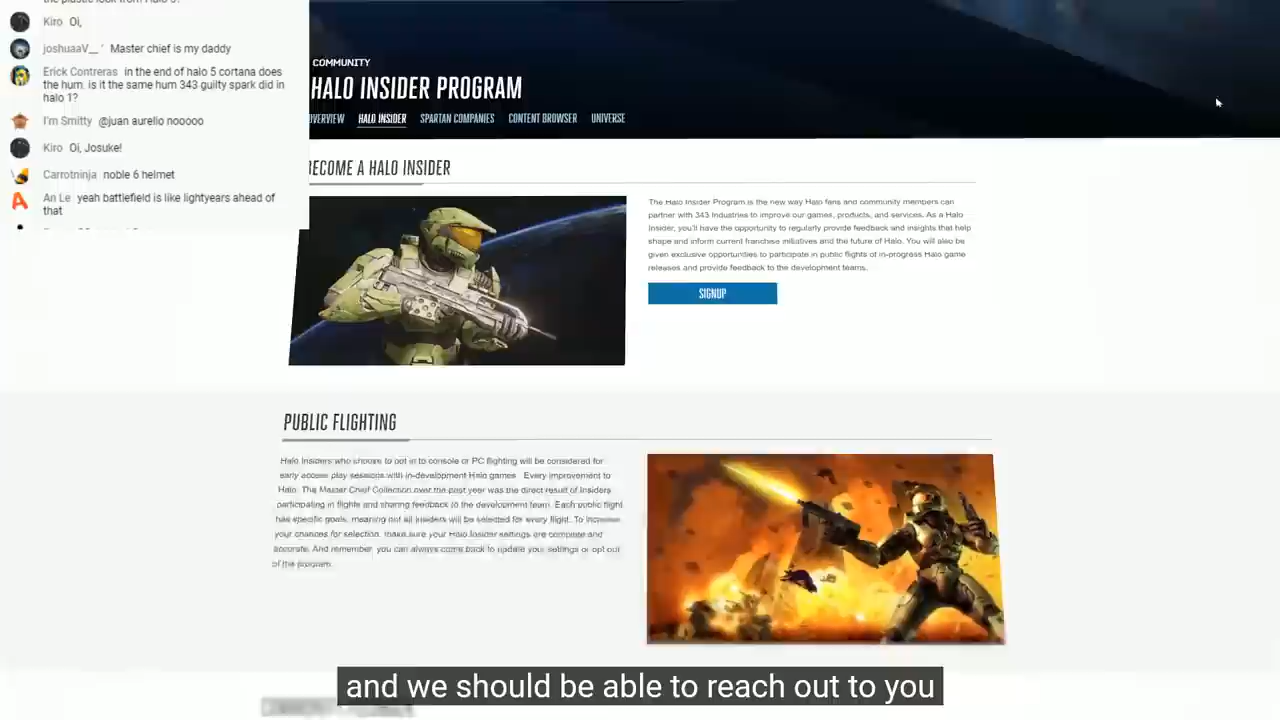 Kiro Oi,
joshuaaV__ ' Master chief is my daddy
Erick Contreras in the end of halo 5 cortana does
the hum. is it the same hum 343 guilty spark did in
halo 1?
I'm Smitty @juan aurelio nooooo
Kiro Oi, Josuke!
Carrotninja noble 6 helmet
An Le yeah battlefield is like lightyears ahead of
that
COMMUNITY
HALO INSIDER PROGRAM
OVERVIEW HALO INSIDER SPARTAN COMPANIES CONTENT BROWSER UNIVERSE
BECOME A HALO INSIDER
The Halo Insider Program is the new way Halo fans and community members can
partner with 343 Industries to improve our games, products, and services. As a Halo
Insider, you'll have the opportunity to regularly provide feedback and insights that help
shape and inform current franchise initiatives and the future of Halo. You will also be
given exclusive opportunities to participate in public flights of in-progress Halo game
releases and provide feedback to the development teams.
SIGNUP
PUBLIC FLIGHTING
Halo Insiders who choose to opt in to console or PC flighting will be considered for
early access play sessions with in-development Halo games. Every improvement to
Halo: The Master Chief Collection over the past year was the direct result of Insiders
participating in flights and sharing feedback to the development team. Each public flight
has specific goals, meaning not all Insiders will be selected for every flight. To increase
your chances for selection, make sure your Halo Insider settings are complete and
accurate. And remember, you can always come back to update your settings or opt out
of the program.
and we should be able to reach out to you